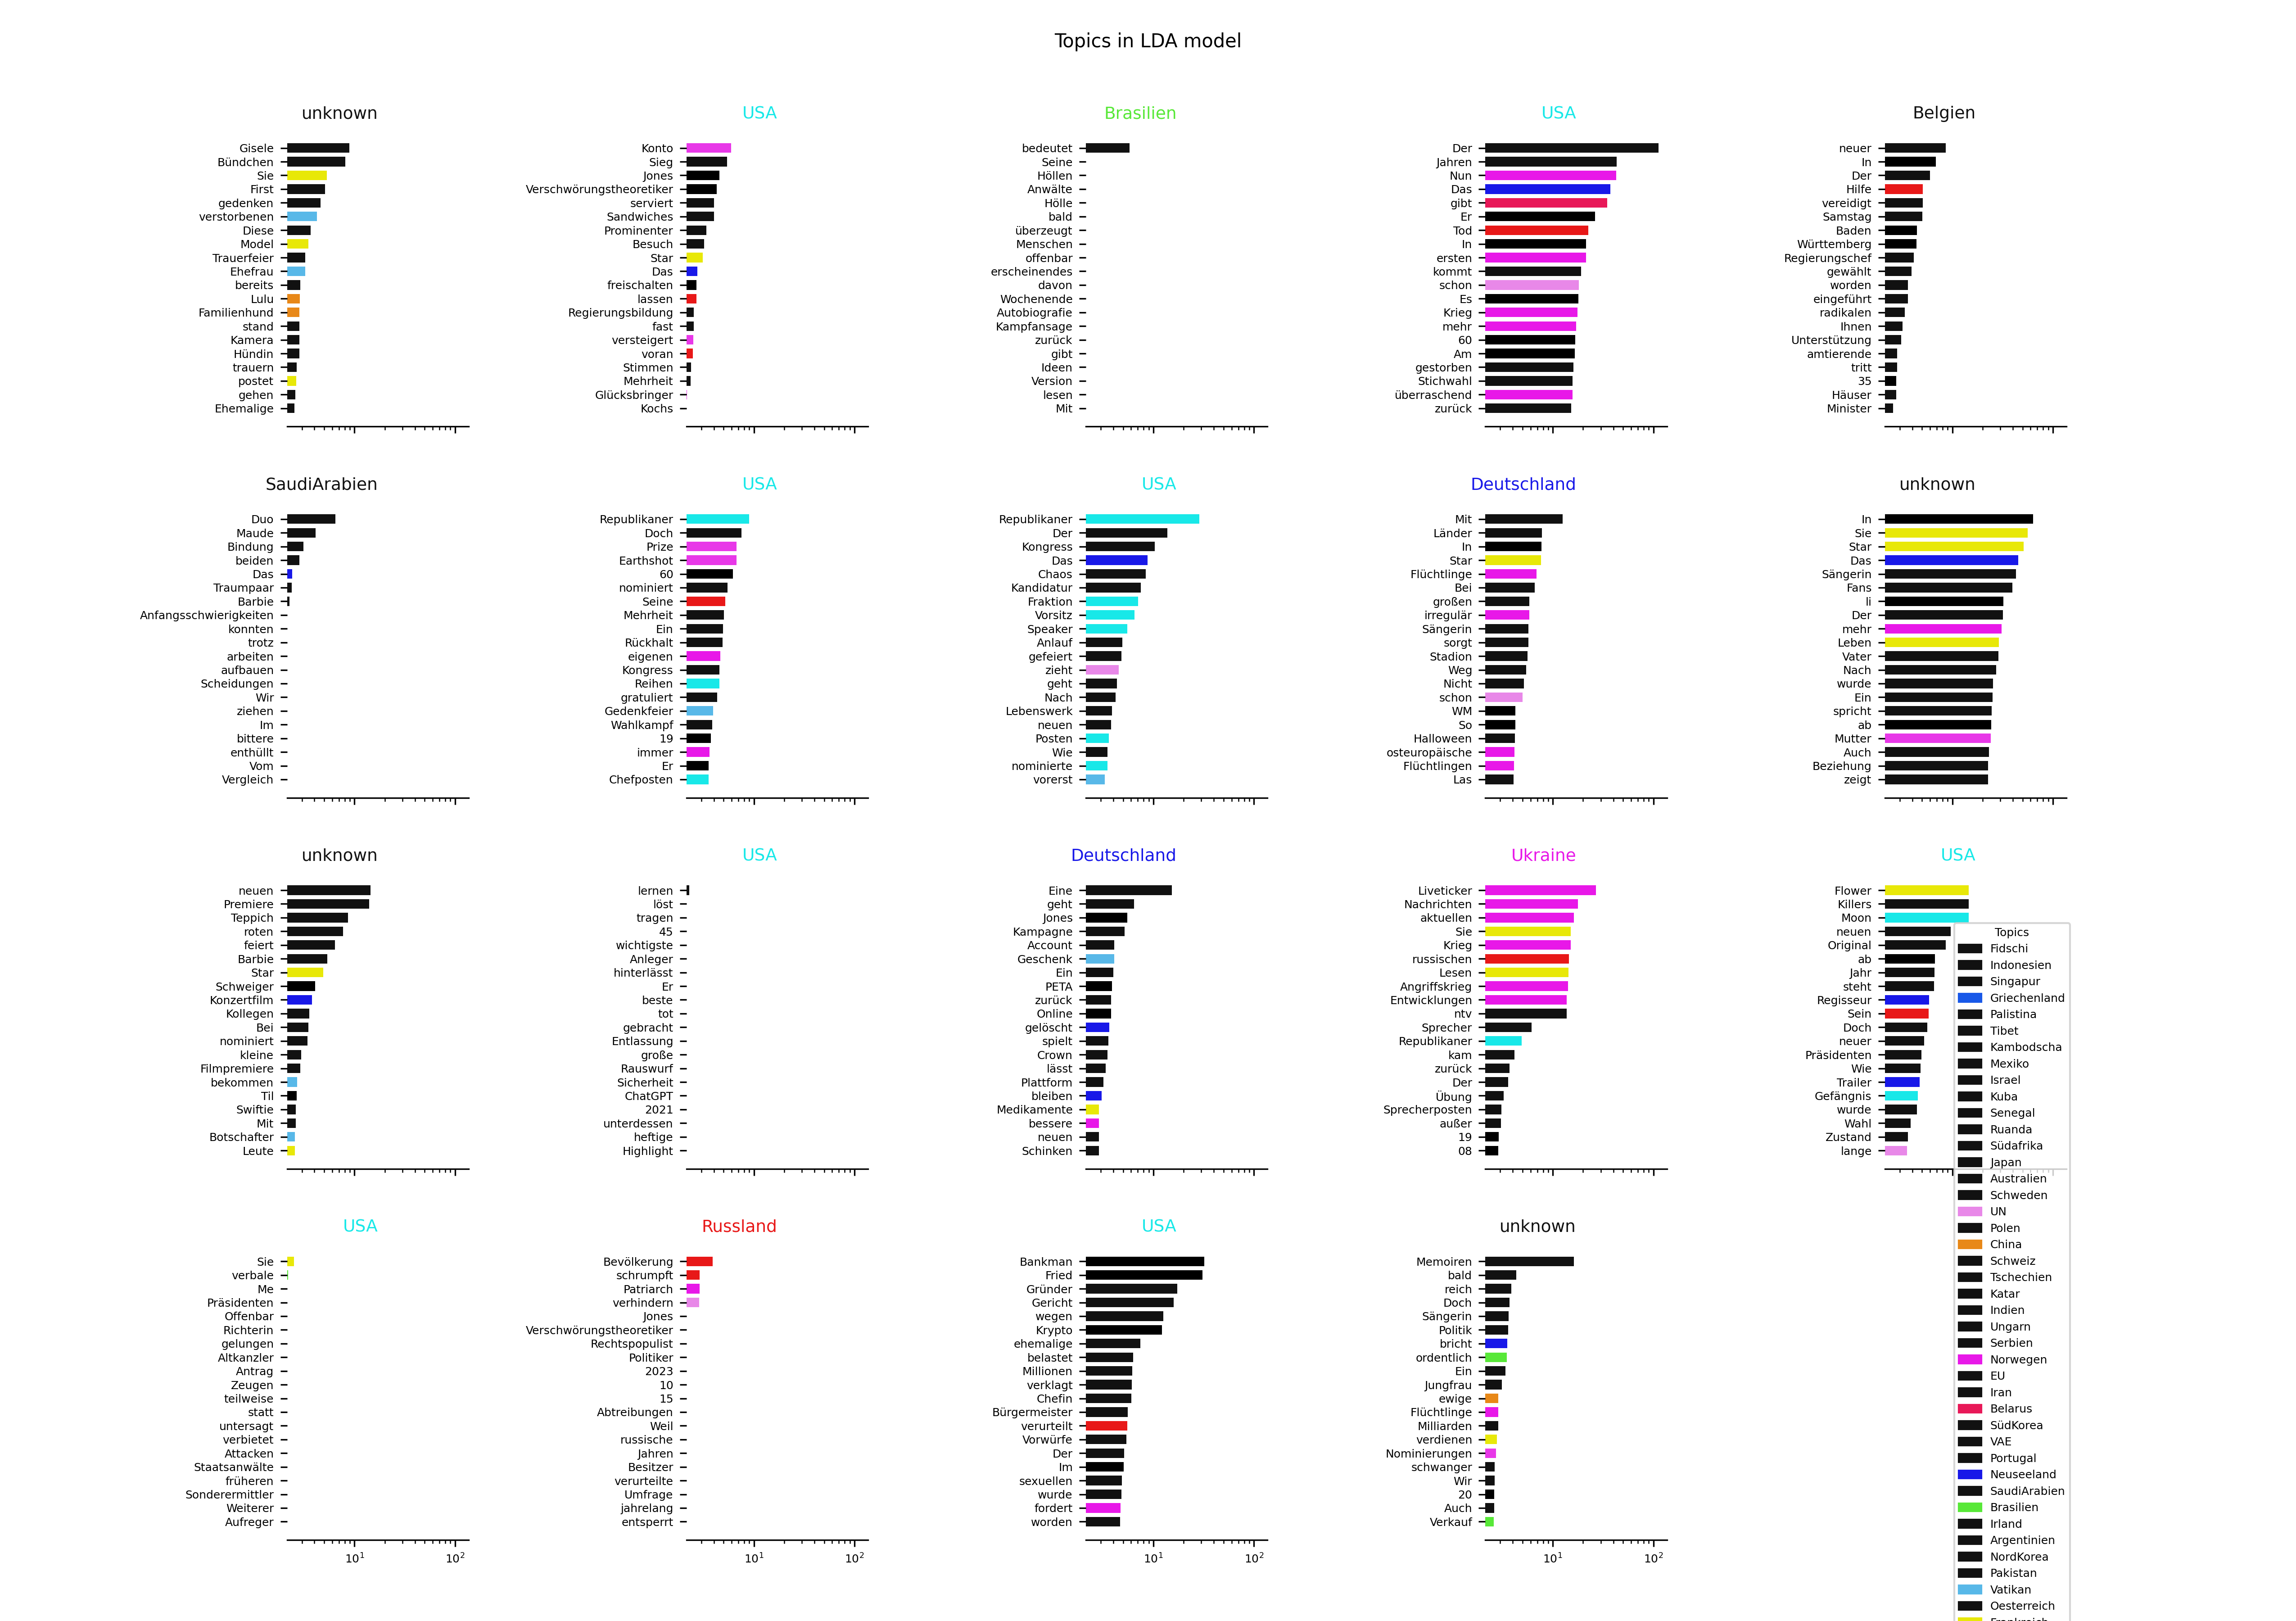 Topics in LDA model
unknown
Gisele
Bündchen
Sie
First
gedenken
verstorbenen
Diese
Model
Trauerfeier
Ehefrau
bereits
Lulu
Familienhund
stand
Kamera
Hündin
trauern
postet
gehen
Ehemalige
USA
Konto
Sieg
Jones
Verschwörungstheoretiker
serviert
Sandwiches
Prominenter
Besuch
Star
Das
freischalten
lassen
Regierungsbildung
fast
versteigert
voran
Stimmen
Mehrheit
Glücksbringer
Kochs
Brasilien
bedeutet
Seine
Höllen
Anwälte
Hölle
bald
überzeugt
Menschen
offenbar
erscheinendes
davon
Wochenende
Autobiografie
Kampfansage
zurück
gibt
Ideen
Version
lesen
Mit
USA
Der
Jahren
Nun
Das
gibt
Er
Tod
In
ersten
kommt
schon
Es
Krieg
mehr
60
Am
gestorben
Stichwahl
überraschend
zurück
Belgien
neuer
In
Der
Hilfe
vereidigt
Samstag
Baden
Württemberg
Regierungschef
gewählt
worden
eingeführt
radikalen
Ihnen
Unterstützung
amtierende
tritt
35
Häuser
Minister
SaudiArabien
Duo
Maude
Bindung
beiden
Das
Traumpaar
Barbie
Anfangsschwierigkeiten
konnten
trotz
arbeiten
aufbauen
Scheidungen
Wir
ziehen
Im
bittere
enthüllt
Vom
Vergleich
USA
Republikaner
Doch
Prize
Earthshot
60
nominiert
Seine
Mehrheit
Ein
Rückhalt
eigenen
Kongress
Reihen
gratuliert
Gedenkfeier
Wahlkampf
19
immer
Er
Chefposten
USA
Republikaner
Der
Kongress
Das
Chaos
Kandidatur
Fraktion
Vorsitz
Speaker
Anlauf
gefeiert
zieht
geht
Nach
Lebenswerk
neuen
Posten
Wie
nominierte
vorerst
Deutschland
Mit
Länder
In
Star
Flüchtlinge
Bei
großen
irregulär
Sängerin
sorgt
Stadion
Weg
Nicht
schon
WM
So
Halloween
osteuropäische
Flüchtlingen
Las
unknown
In
Sie
Star
Das
Sängerin
Fans
li
Der
mehr
Leben
Vater
Nach
wurde
Ein
spricht
ab
Mutter
Auch
Beziehung
zeigt
unknown
neuen
Premiere
Teppich
roten
feiert
Barbie
Star
Schweiger
Konzertfilm
Kollegen
Bei
nominiert
kleine
Filmpremiere
bekommen
Til
Swiftie
Mit
Botschafter
Leute
USA
lernen
löst
tragen
45
wichtigste
Anleger
hinterlässt
Er
beste
tot
gebracht
Entlassung
große
Rauswurf
Sicherheit
ChatGPT
2021
unterdessen
heftige
Highlight
Deutschland
Eine
geht
Jones
Kampagne
Account
Geschenk
Ein
PETA
zurück
Online
gelöscht
spielt
Crown
lässt
Plattform
bleiben
Medikamente
bessere
neuen
Schinken
Ukraine
Liveticker
Nachrichten
aktuellen
Sie
Krieg
russischen
Lesen
Angriffskrieg
Entwicklungen
ntv
Sprecher
Republikaner
kam
zurück
Der
Übung
Sprecherposten
außer
19
08
USA
Flower
Killers
Moon
neuen
Original
ab
Jahr
steht
Regisseur
Sein
Doch
neuer
Präsidenten
Wie
Trailer
Gefängnis
wurde
Wahl
Zustand
lange
USA
Sie
verbale
Me
Präsidenten
Offenbar
Richterin
gelungen
Altkanzler
Antrag
Zeugen
teilweise
statt
untersagt
verbietet
Attacken
Staatsanwälte
früheren
Sonderermittler
Weiterer
Aufreger
10¹ 10²
Russland
Bevölkerung
schrumpft
Patriarch
verhindern
Jones
Verschwörungstheoretiker
Rechtspopulist
Politiker
2023
10
15
Abtreibungen
Weil
russische
Jahren
Besitzer
verurteilte
Umfrage
jahrelang
entsperrt
10¹ 10²
USA
Bankman
Fried
Gründer
Gericht
wegen
Krypto
ehemalige
belastet
Millionen
verklagt
Chefin
Bürgermeister
verurteilt
Vorwürfe
Der
Im
sexuellen
wurde
fordert
worden
10¹ 10²
unknown
Memoiren
bald
reich
Doch
Sängerin
Politik
bricht
ordentlich
Ein
Jungfrau
ewige
Flüchtlinge
Milliarden
verdienen
Nominierungen
schwanger
Wir
20
Auch
Verkauf
10¹ 10²
Topics
Fidschi
Indonesien
Singapur
Griechenland
Palistina
Tibet
Kambodscha
Mexiko
Israel
Kuba
Senegal
Ruanda
Südafrika
Japan
Australien
Schweden
UN
Polen
China
Schweiz
Tschechien
Katar
Indien
Ungarn
Serbien
Norwegen
EU
Iran
Belarus
SüdKorea
VAE
Portugal
Neuseeland
SaudiArabien
Brasilien
Irland
Argentinien
NordKorea
Pakistan
Vatikan
Oesterreich